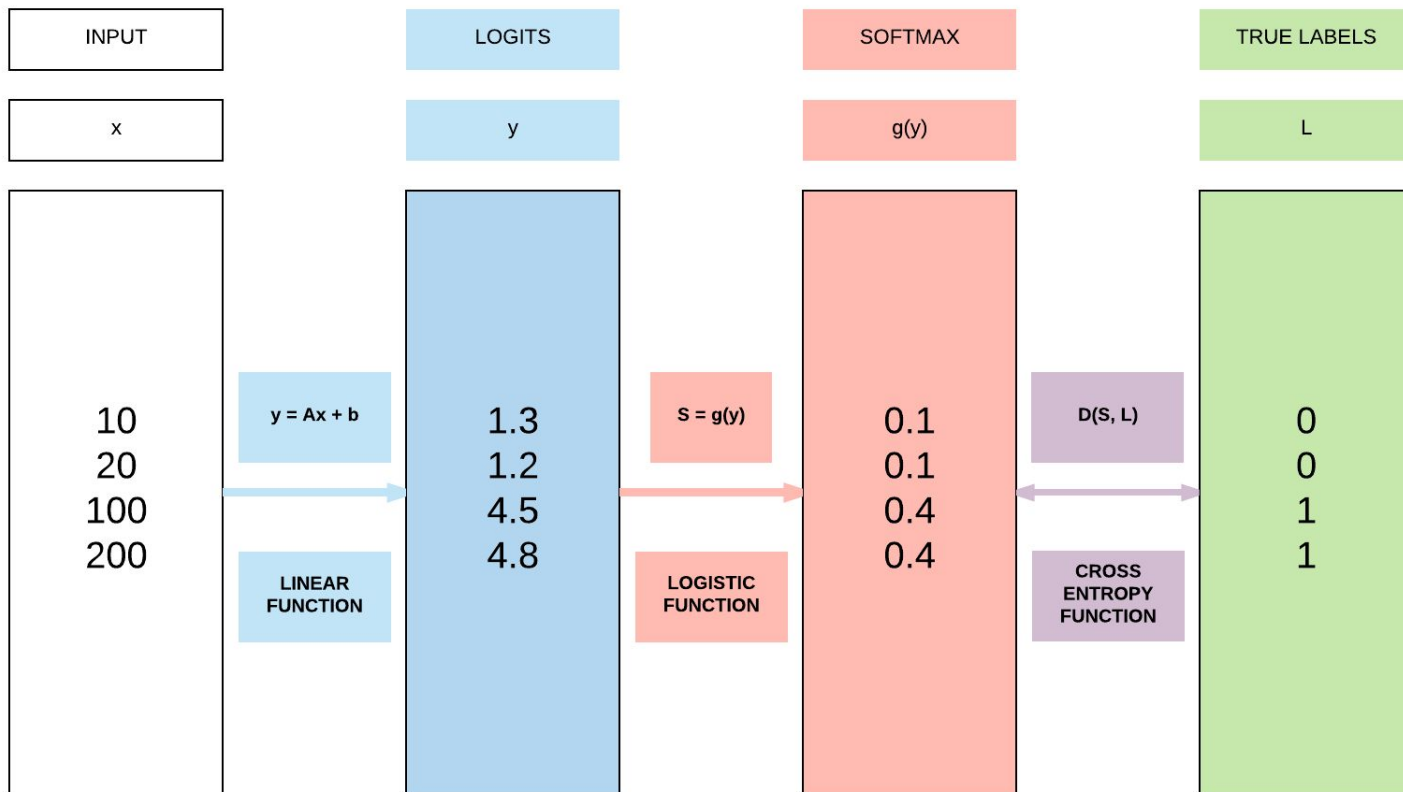 INPUT
LOGITS
SOFTMAX
TRUE LABELS
x
y
g(y)
L
10
20
100
200
y = Ax + b
LINEAR
FUNCTION
1.3
1.2
4.5
4.8
S = g(y)
LOGISTIC
FUNCTION
0.1
0.1
0.4
0.4
D(S, L)
CROSS
ENTROPY
FUNCTION
0
0
1
1